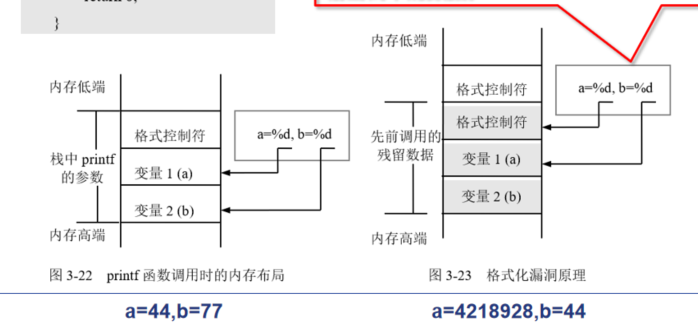 }
内存低端
格式控制符
a=%d, b=%d
栈中 printf
的参数
变量 1 (a)
变量 2 (b)
内存高端
图 3-22 printf 函数调用时的内存布局
a=44,b=77
内存低端
格式控制符
a=%d, b=%d
格式控制符
先前调用的
残留数据
变量 1 (a)
变量 2 (b)
内存高端
图 3-23 格式化漏洞原理
a=4218928,b=44